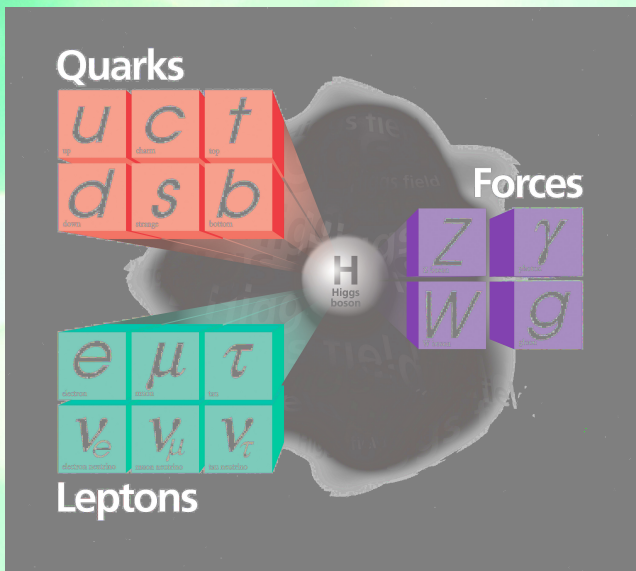 Quarks
u c t
up charm top
d s b
down strange bottom
Forces
Z γ
photon
W g
H
Higgs
boson
e μ τ
electron muon tau
νe νμ ντ
electron neutrino muon neutrino tau neutrino
Leptons